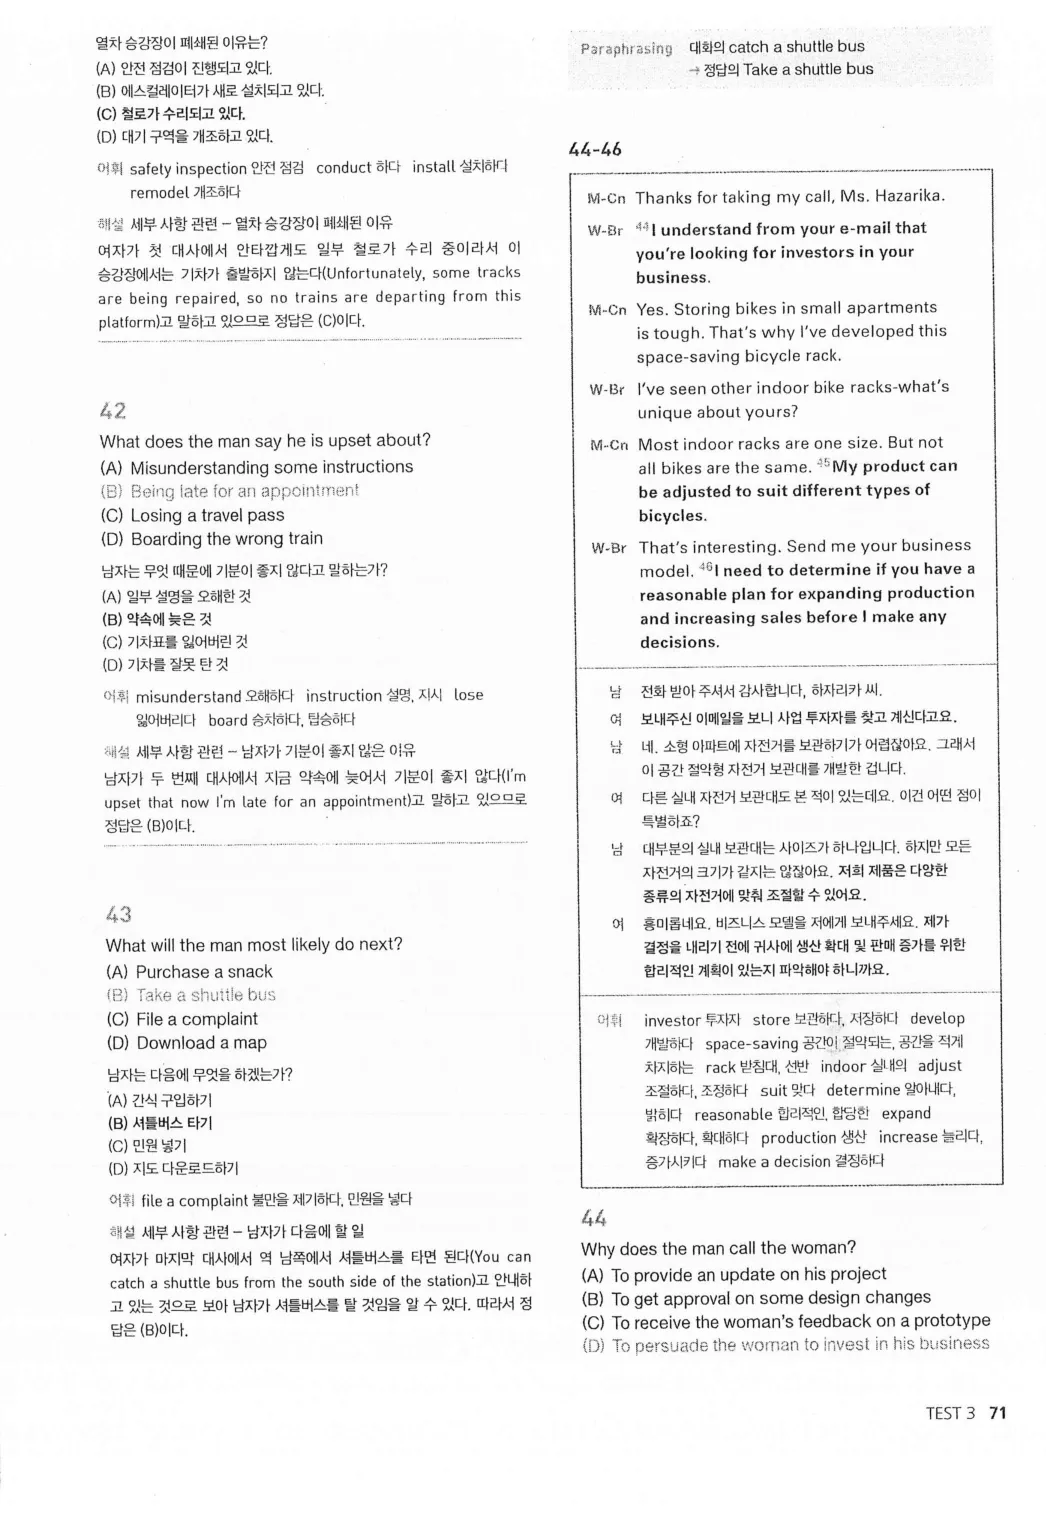 열차 승강장이 폐쇄된 이유는?
(A) 안전 점검이 진행되고 있다.
(B) 에스컬레이터가 새로 설치되고 있다.
(C) 철로가 수리되고 있다.
(D) 대기 구역을 개조하고 있다.
어휘 safety inspection 안전 점검 conduct 하다 install 설치하다
remodel 개조하다
해설 세부 사항 관련 – 열차 승강장이 폐쇄된 이유
여자가 첫 대사에서 안타깝게도 일부 철로가 수리 중이라서 이
승강장에서는 기차가 출발하지 않는다(Unfortunately, some tracks
are being repaired, so no trains are departing from this
platform)고 말하고 있으므로 정답은 (C)이다.
42
What does the man say he is upset about?
(A) Misunderstanding some instructions
(B) Being late for an appointment
(C) Losing a travel pass
(D) Boarding the wrong train
남자는 무엇 때문에 기분이 좋지 않다고 말하는가?
(A) 일부 설명을 오해한 것
(B) 약속에 늦은 것
(C) 기차표를 잃어버린 것
(D) 기차를 잘못 탄 것
어휘 misunderstand 오해하다 instruction 설명, 지시 lose
잃어버리다 board 승차하다, 탑승하다
해설 세부 사항 관련 – 남자가 기분이 좋지 않은 이유
남자가 두 번째 대사에서 지금 약속에 늦어서 기분이 좋지 않다(I'm
upset that now I'm late for an appointment)고 말하고 있으므로
정답은 (B)이다.
43
What will the man most likely do next?
(A) Purchase a snack
(B) Take a shuttle bus
(C) File a complaint
(D) Download a map
남자는 다음에 무엇을 하겠는가?
(A) 간식 구입하기
(B) 셔틀버스 타기
(C) 민원 넣기
(D) 지도 다운로드하기
어휘 file a complaint 불만을 제기하다, 민원을 넣다
해설 세부 사항 관련 – 남자가 다음에 할 일
여자가 마지막 대사에서 역 남쪽에서 셔틀버스를 타면 된다(You can
catch a shuttle bus from the south side of the station)고 안내하
고 있는 것으로 보아 남자가 셔틀버스를 탈 것임을 알 수 있다. 따라서 정
답은 (B)이다.
Paraphrasing 대화의 catch a shuttle bus
→ 정답의 Take a shuttle bus
44-46
M-Cn Thanks for taking my call, Ms. Hazarika.
W-Br 44 I understand from your e-mail that
you're looking for investors in your
business.
M-Cn Yes. Storing bikes in small apartments
is tough. That's why I've developed this
space-saving bicycle rack.
W-Br I've seen other indoor bike racks-what's
unique about yours?
M-Cn Most indoor racks are one size. But not
all bikes are the same. 45 My product can
be adjusted to suit different types of
bicycles.
W-Br That's interesting. Send me your business
model. 46 I need to determine if you have a
reasonable plan for expanding production
and increasing sales before I make any
decisions.
남 전화 받아 주셔서 감사합니다, 하자리카 씨.
여 보내주신 이메일을 보니 사업 투자자를 찾고 계신다고요.
남 네. 소형 아파트에 자전거를 보관하기가 어렵잖아요. 그래서
이 공간 절약형 자전거 보관대를 개발한 겁니다.
여 다른 실내 자전거 보관대도 본 적이 있는데요. 이건 어떤 점이
특별하죠?
남 대부분의 실내 보관대는 사이즈가 하나입니다. 하지만 모든
자전거의 크기가 같지는 않잖아요. 저희 제품은 다양한
종류의 자전거에 맞춰 조절할 수 있어요.
여 흥미롭네요. 비즈니스 모델을 저에게 보내주세요. 제가
결정을 내리기 전에 귀사에 생산 확대 및 판매 증가를 위한
합리적인 계획이 있는지 파악해야 하니까요.
어휘 investor 투자자 store 보관하다, 저장하다 develop
개발하다 space-saving 공간이 절약되는, 공간을 적게
차지하는 rack 받침대, 선반 indoor 실내의 adjust
조절하다, 조정하다 suit 맞다 determine 알아내다,
밝히다 reasonable 합리적인, 합당한 expand
확장하다, 확대하다 production 생산 increase 늘리다,
증가시키다 make a decision 결정하다
44
Why does the man call the woman?
(A) To provide an update on his project
(B) To get approval on some design changes
(C) To receive the woman's feedback on a prototype
(D) To persuade the woman to invest in his business
TEST 3 71